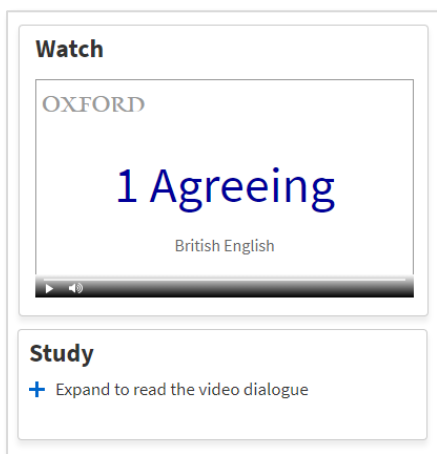 Watch
OXFORD
1 Agreeing
British English
Study
Expand to read the video dialogue